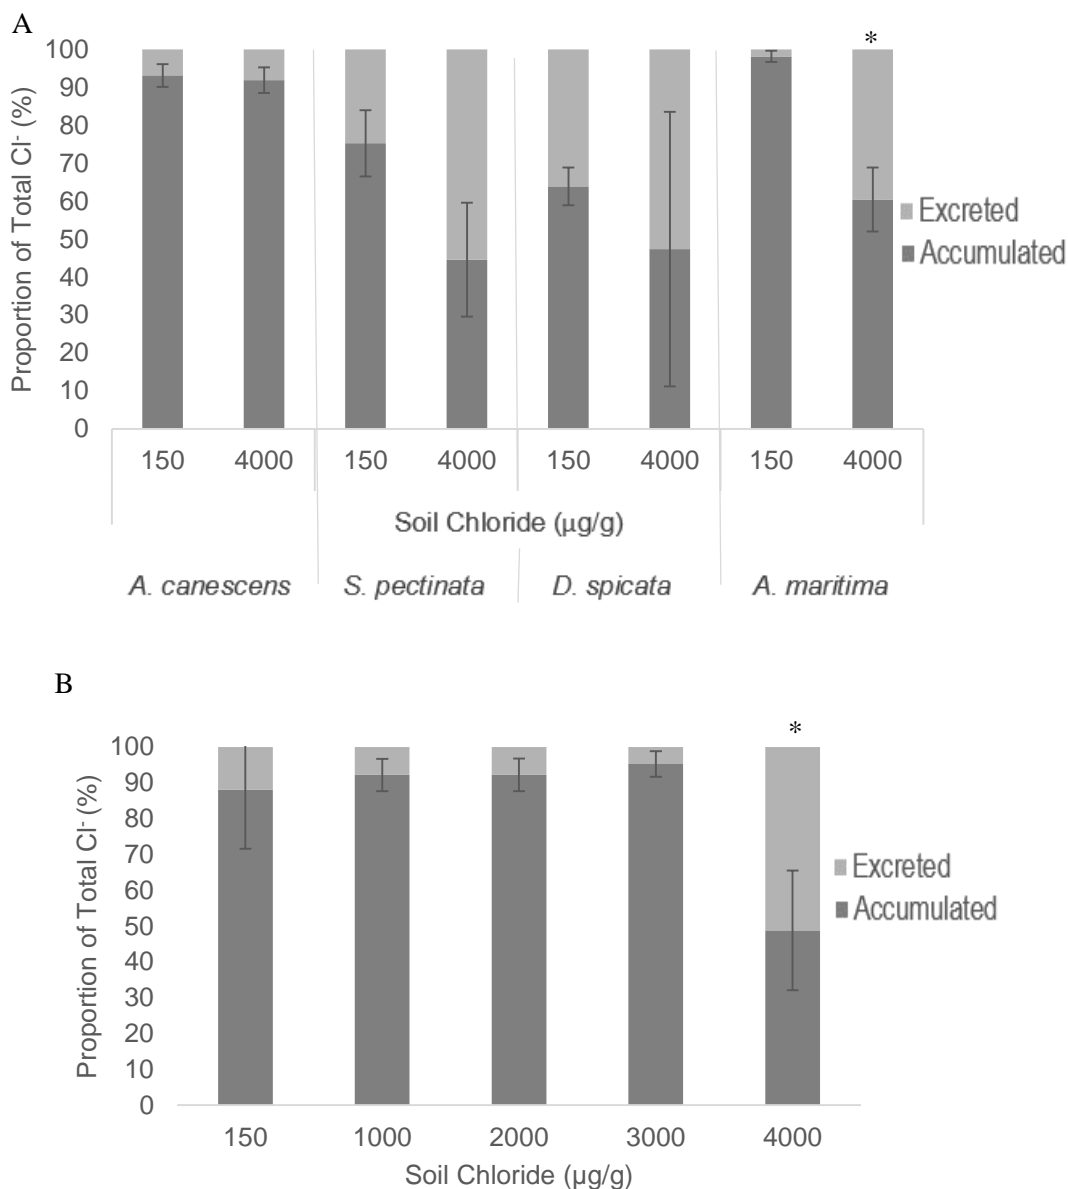 A
*
100
90
80
70
60
50
40
30
20
10
0
Proportion of Total Cl- (%)
Excreted
Accumulated
150 4000 150 4000 150 4000 150 4000
Soil Chloride (µg/g)
A. canescens S. pectinata D. spicata A. maritima
B
*
100
90
80
70
60
50
40
30
20
10
0
Proportion of Total Cl- (%)
Excreted
Accumulated
150 1000 2000 3000 4000
Soil Chloride (µg/g)